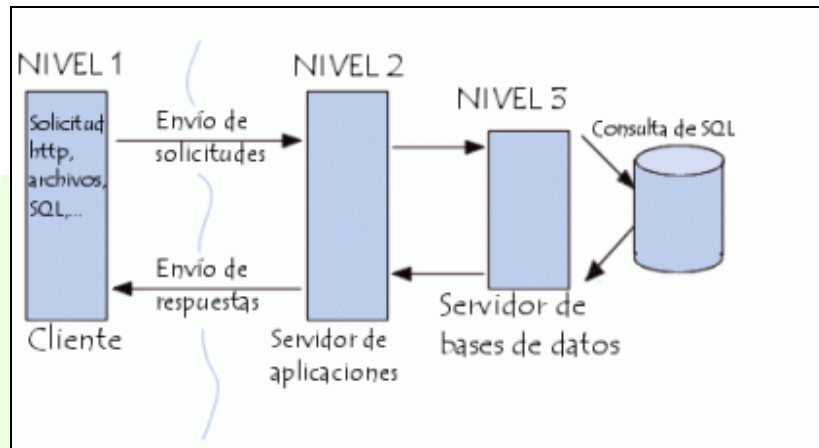 NIVEL 1
Solicitud
http,
archivos,
SQL,...
Cliente
Envío de
solicitudes
Envío de
respuestas
NIVEL 2
Servidor de
aplicaciones
NIVEL 3
Servidor de
bases de datos
Consulta de SQL